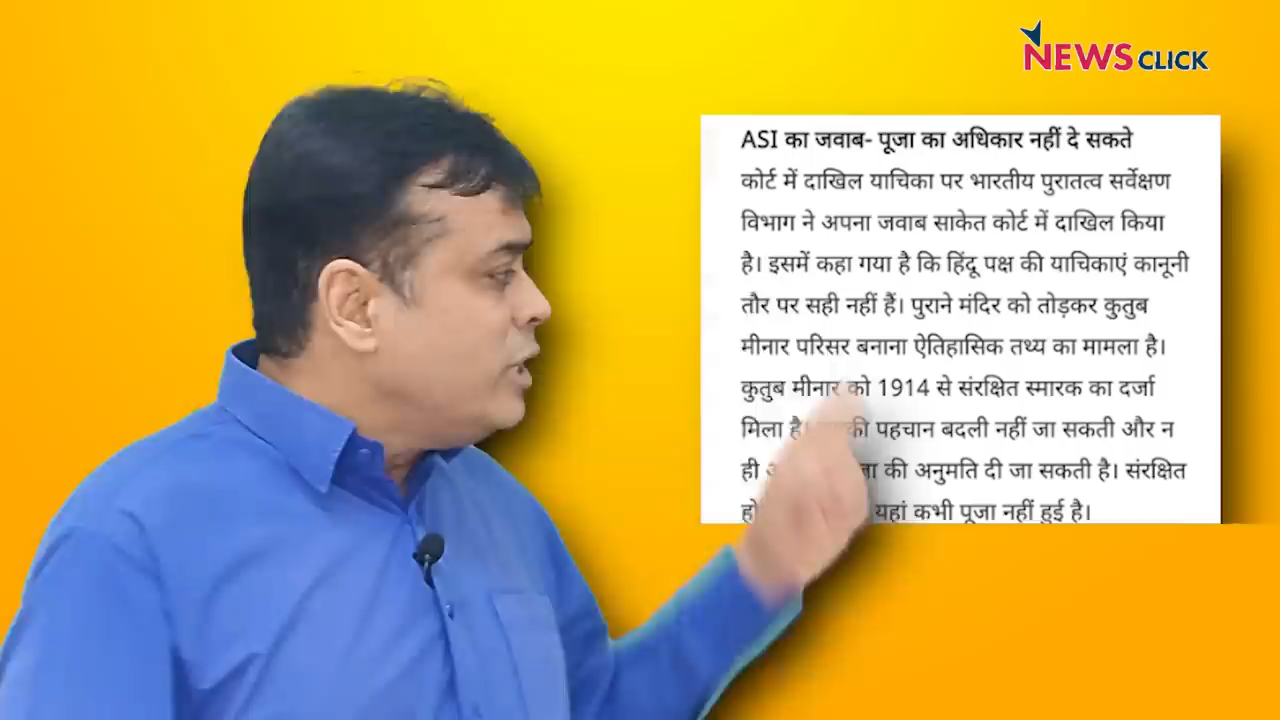 NEWSCLICK
ASI का जवाब- पूजा का अधिकार नहीं दे सकते
कोर्ट में दाखिल याचिका पर भारतीय पुरातत्व सर्वेक्षण
विभाग ने अपना जवाब साकेत कोर्ट में दाखिल किया
है। इसमें कहा गया है कि हिंदू पक्ष की याचिकाएं कानूनी
तौर पर सही नहीं हैं। पुराने मंदिर को तोड़कर कुतुब
मीनार परिसर बनाना ऐतिहासिक तथ्य का मामला है।
कुतुब मीनार को 1914 से संरक्षित स्मारक का दर्जा
मिला है। पहचान बदली नहीं जा सकती और न
ही की अनुमति दी जा सकती है। संरक्षित
यहां कभी पूजा नहीं हुई है।